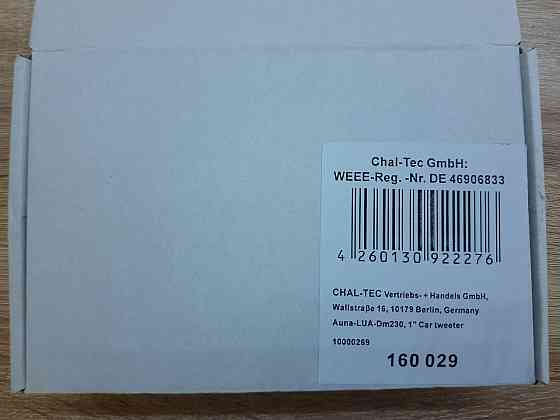 Chal-Tec GmbH:
WEEE-Reg. -Nr. DE 46906833
4 260130 922276
CHAL-TEC Vertriebs- + Handels GmbH,
Wallstraße 16, 10179 Berlin, Germany
Auna-LUA-Dm230, 1" Car tweeter
10000269
160 029